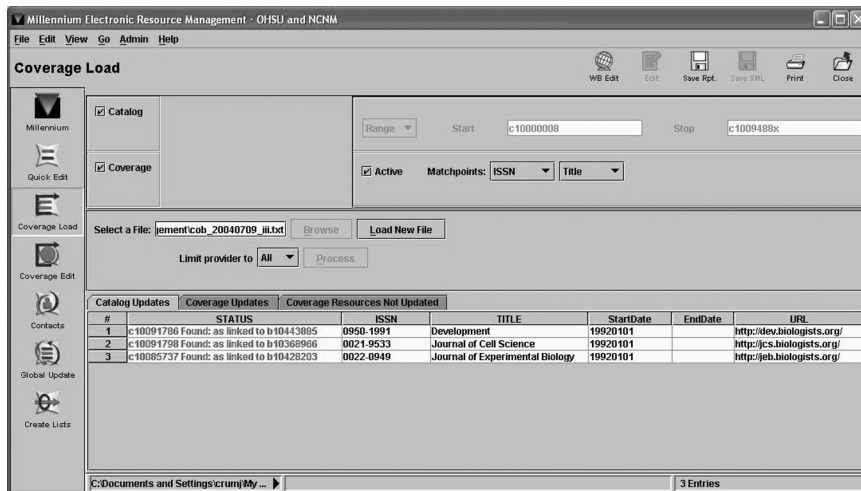 Millennium Electronic Resource Management - OHSU and NCNM
File Edit View Go Admin Help
Coverage Load
WB Edit Edit Save Rpt. Save XML Print Close
Millennium
Quick Edit
Coverage Load
Coverage Edit
Contacts
Global Update
Create Lists
Catalog
Range Start c10000008 Stop c1009488x
Coverage
Active Matchpoints: ISSN Title
Select a File: jement\cob_20040709_iii.txt Browse Load New File
Limit provider to All Process
Catalog Updates Coverage Updates Coverage Resources Not Updated
# STATUS ISSN TITLE StartDate EndDate URL
1 c10091786 Found: as linked to b10443885 0950-1991 Development 19920101 http://dev.biologists.org/
2 c10091798 Found: as linked to b10368966 0021-9533 Journal of Cell Science 19920101 http://jcs.biologists.org/
3 c10085737 Found: as linked to b10428203 0022-0949 Journal of Experimental Biology 19920101 http://jeb.biologists.org/
C:\Documents and Settings\crumj\My ... 3 Entries